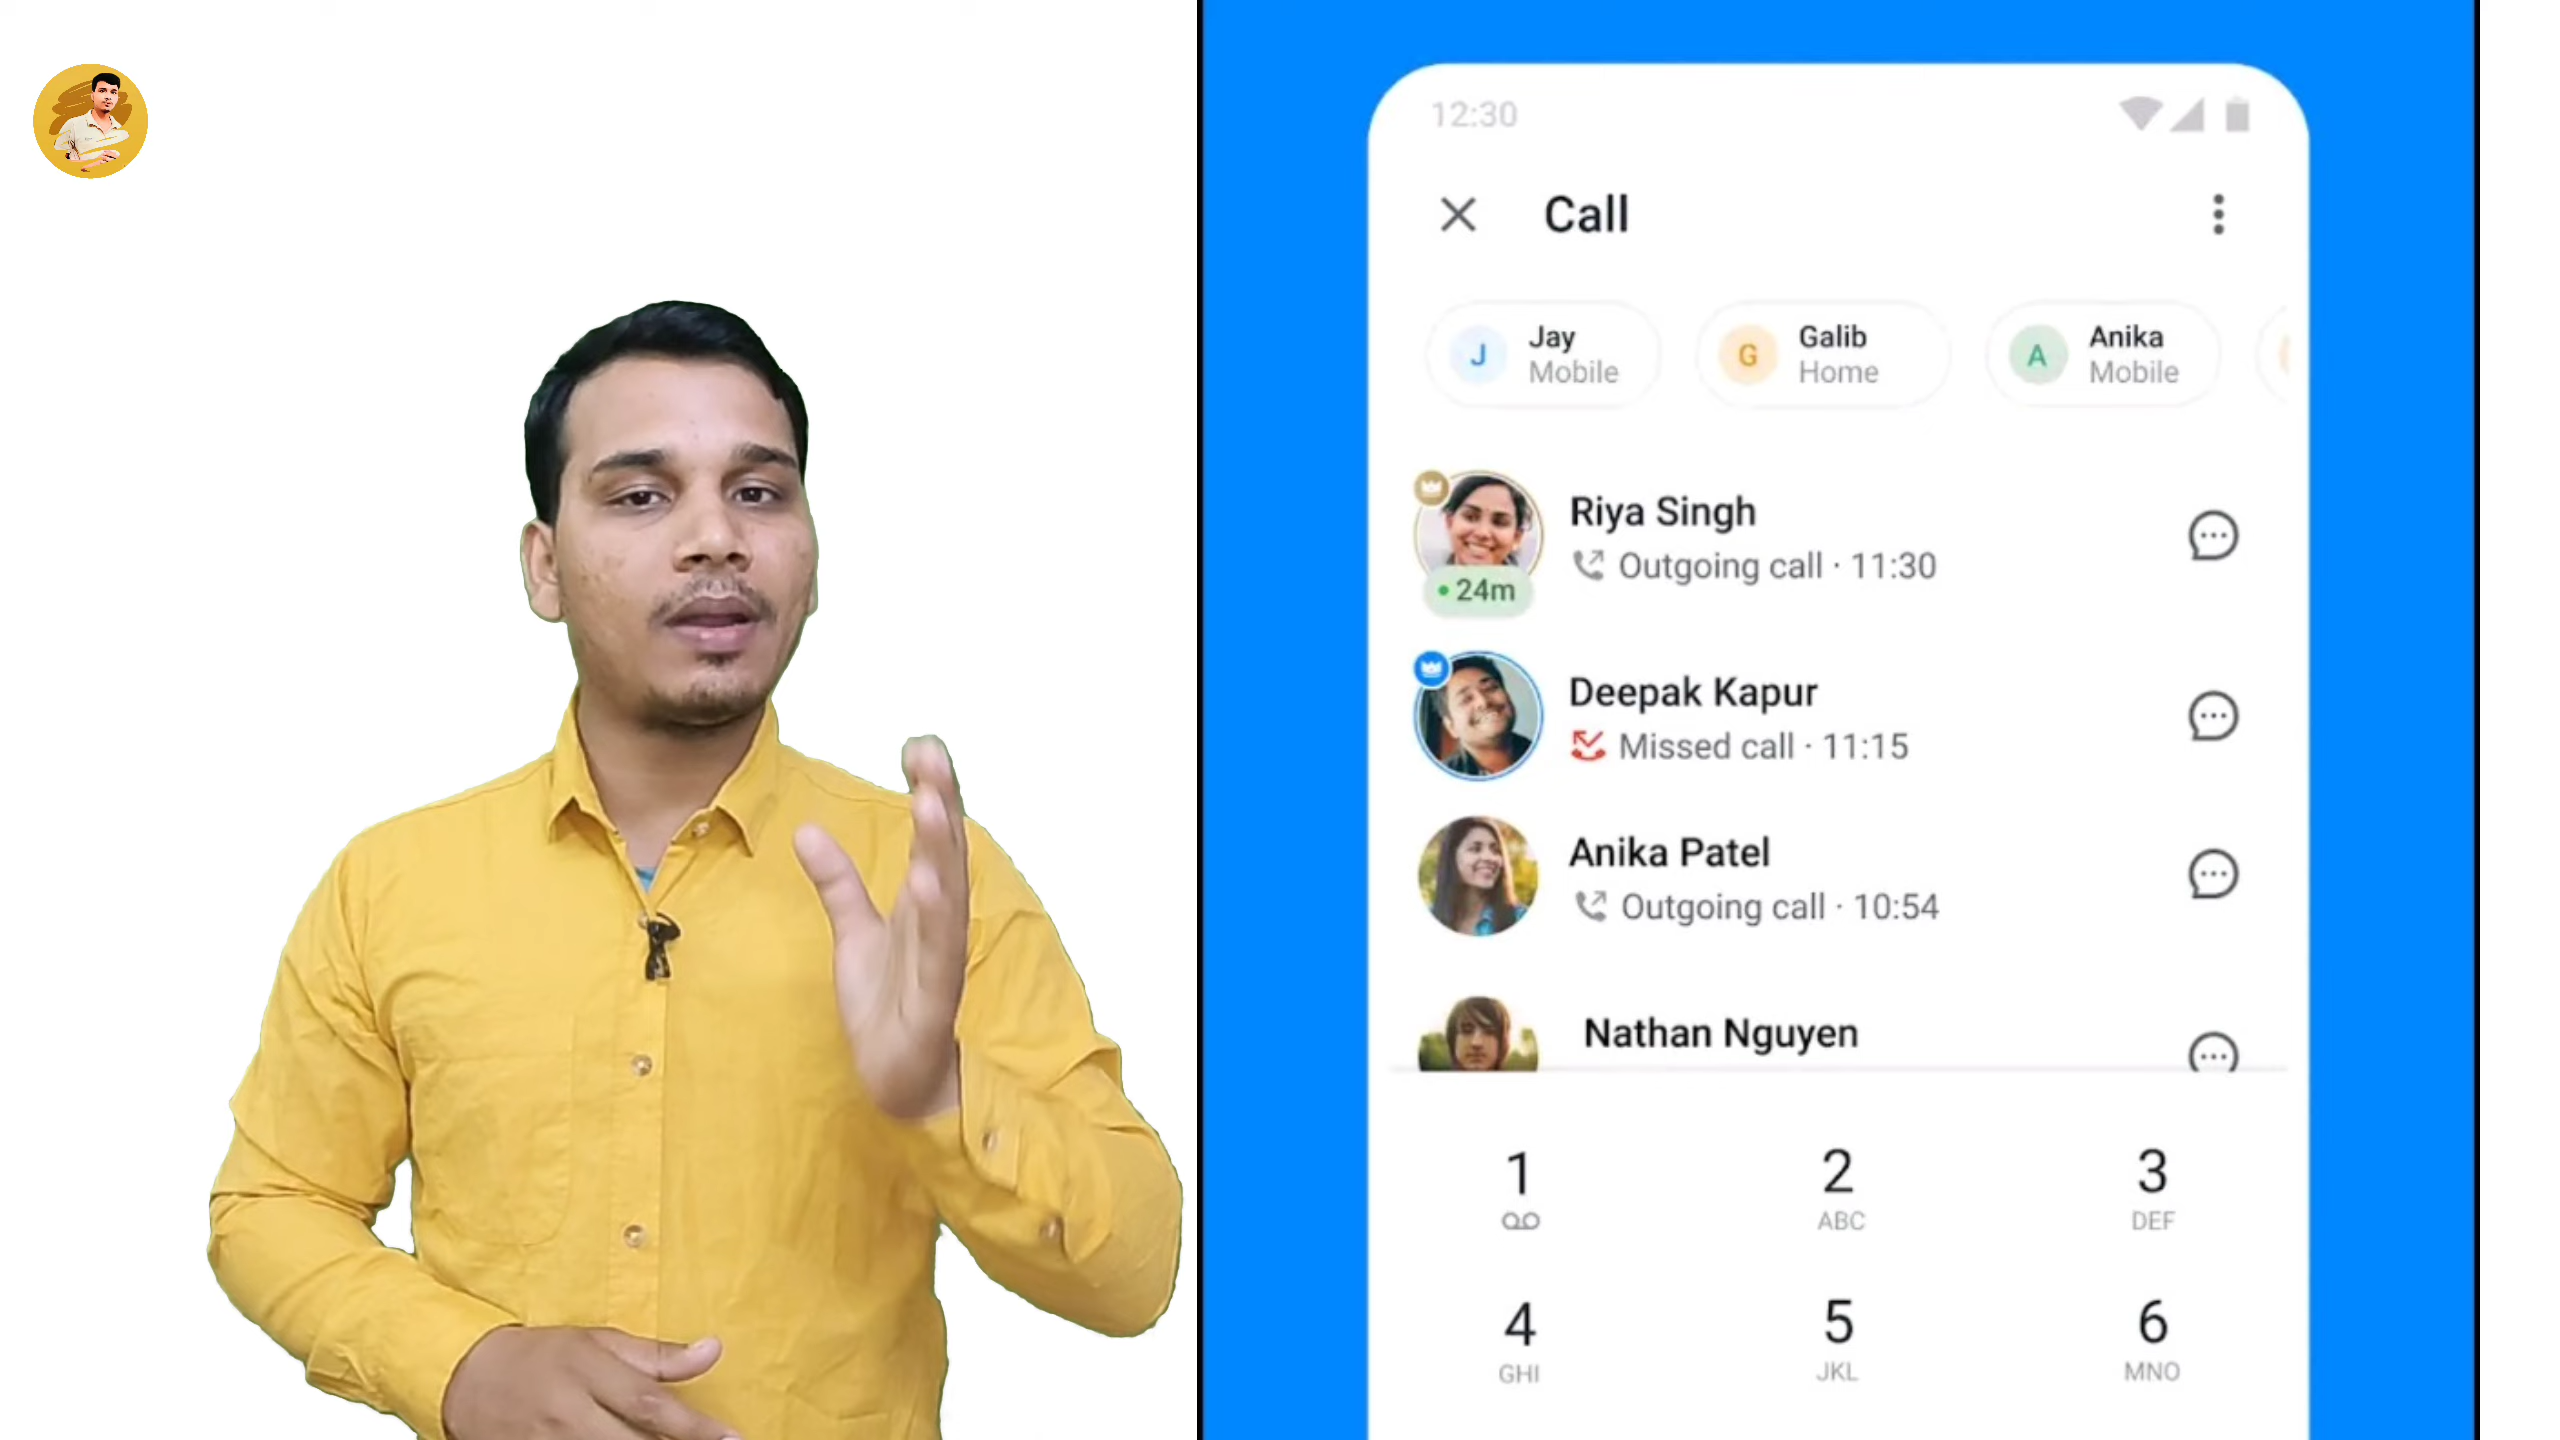 12:30
Call
Jay
Mobile
Galib
Home
Anika
Mobile
J
G
A
Riya Singh
Outgoing call · 11:30
24m
Deepak Kapur
Missed call · 11:15
Anika Patel
Outgoing call · 10:54
Nathan Nguyen
1
2
ABC
3
DEF
4
GHI
5
JKL
6
MNO